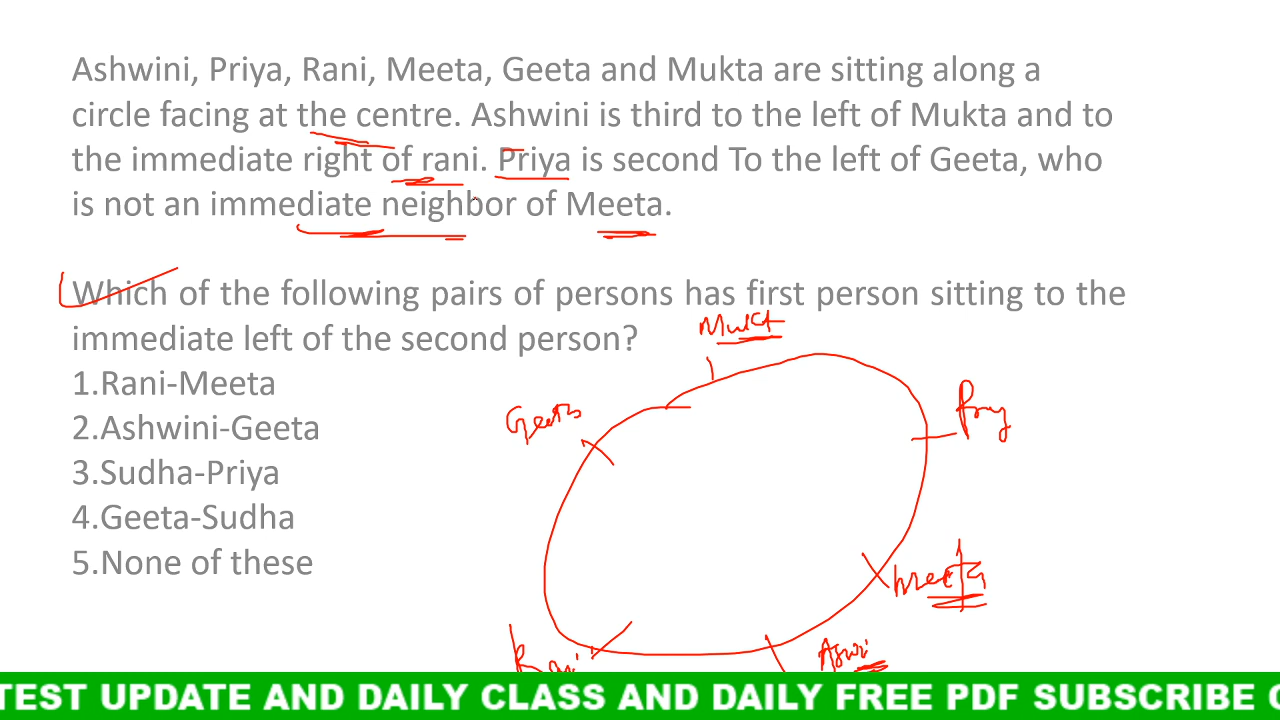 Ashwini, Priya, Rani, Meeta, Geeta and Mukta are sitting along a
circle facing at the centre. Ashwini is third to the left of Mukta and to
the immediate right of rani. Priya is second To the left of Geeta, who
is not an immediate neighbor of Meeta.
Which of the following pairs of persons has first person sitting to the
immediate left of the second person?
1.Rani-Meeta
2.Ashwini-Geeta
3.Sudha-Priya
4.Geeta-Sudha
5.None of these
Mukt
Geeta
Meeta
Rani
Aswi
TEST UPDATE AND DAILY CLASS AND DAILY FREE PDF SUBSCRIBE